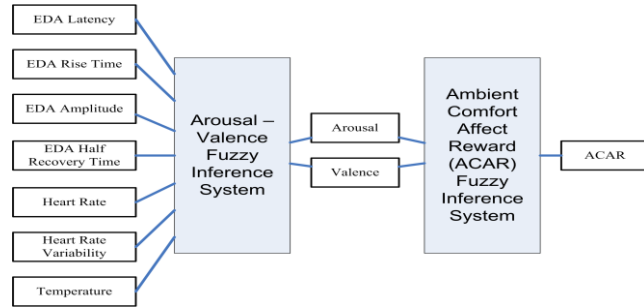 EDA Latency
EDA Rise Time
EDA Amplitude
EDA Half
Recovery Time
Heart Rate
Heart Rate
Variability
Temperature
Arousal –
Valence
Fuzzy
Inference
System
Arousal
Valence
Ambient
Comfort
Affect
Reward
(ACAR)
Fuzzy
Inference
System
ACAR